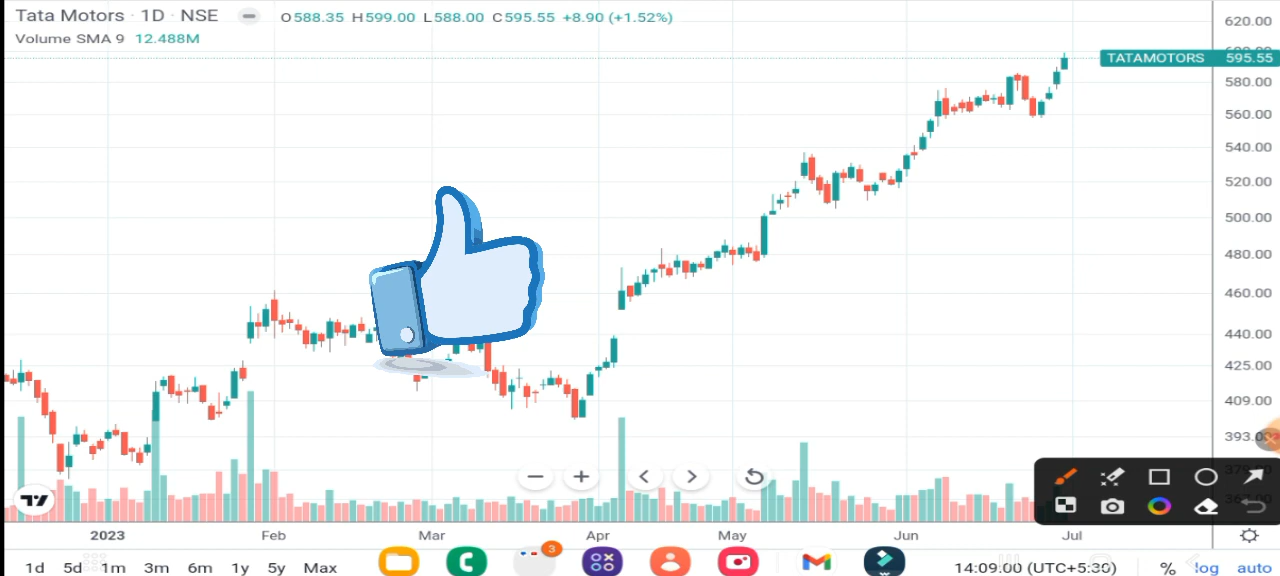 Tata Motors · 1D · NSE O588.35 H599.00 L588.00 C595.55 +8.90 (+1.52%)
Volume SMA 9 12.488M
620.00
TATAMOTORS 595.55
580.00
560.00
540.00
520.00
500.00
480.00
460.00
440.00
425.00
409.00
393.00
2023 Feb Mar Apr May Jun Jul
3
1d 5d 1m 3m 6m 1y 5y Max 14:09:00 (UTC+5:30) % log auto